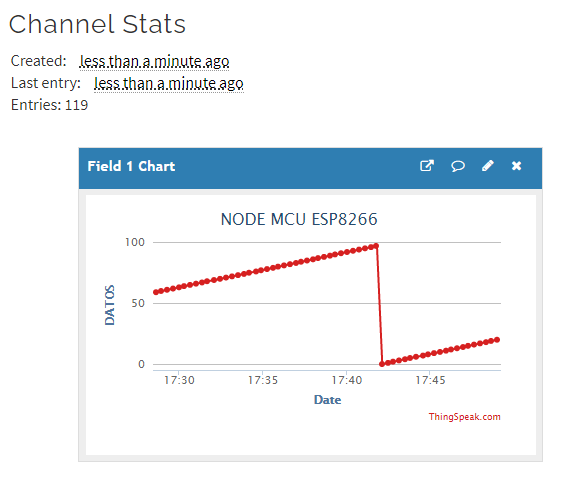 Channel Stats
Created: less than a minute ago
Last entry: less than a minute ago
Entries: 119
Field 1 Chart
NODE MCU ESP8266
100
50
0
DATOS
17:30 17:35 17:40 17:45
Date
ThingSpeak.com